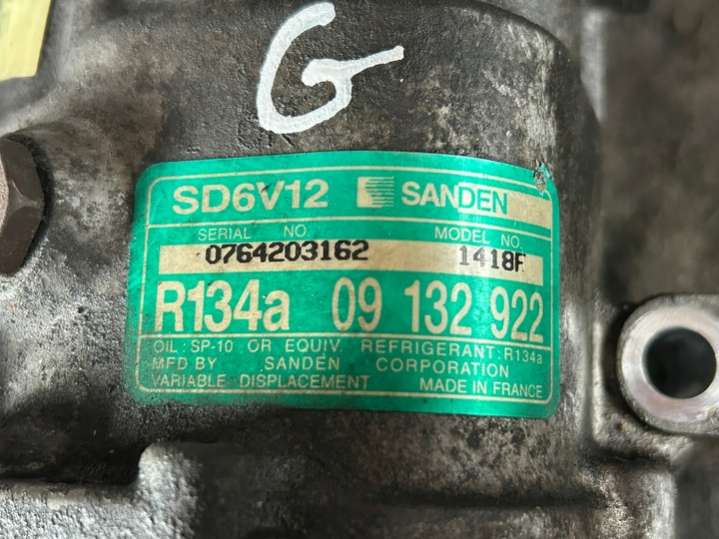 G
SD6V12 SANDEN
SERIAL NO. MODEL NO.
0764203162 1418F
R134a 09 132 922
OIL : SP-10 OR EQUIV. REFRIGERANT : R134a
MFD BY SANDEN CORPORATION
VARIABLE DISPLACEMENT MADE IN FRANCE